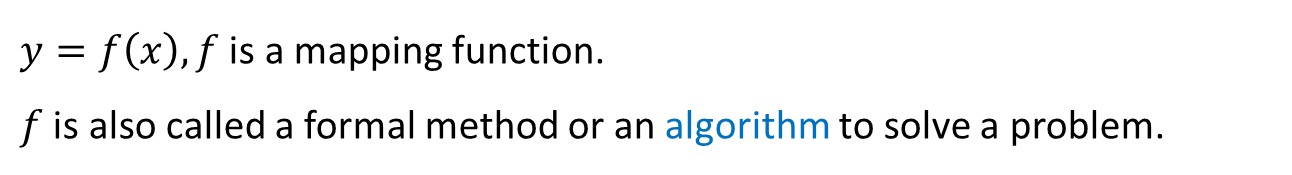 y = f(x), f is a mapping function.
f is also called a formal method or an algorithm to solve a problem.